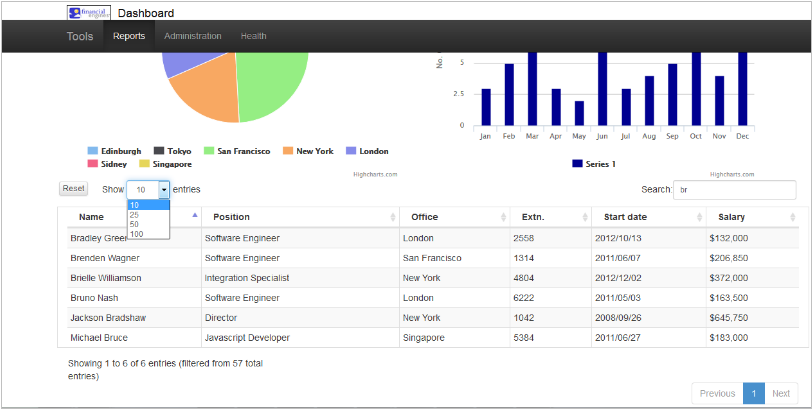 financial
Dashboard
Tools Reports Administration Health
No.
5
2.5
0
Jan Feb Mar Apr May Jun Jul Aug Sep Oct Nov Dec
Edinburgh Tokyo San Francisco New York London
Sidney Singapore
Series 1
Highcharts.com
Highcharts.com
Reset Show 10 entries
Search: br
10
25
50
100
Name Position Office Extn. Start date Salary
Bradley Greer Software Engineer London 2558 2012/10/13 $132,000
Brenden Wagner Software Engineer San Francisco 1314 2011/06/07 $206,850
Brielle Williamson Integration Specialist New York 4804 2012/12/02 $372,000
Bruno Nash Software Engineer London 6222 2011/05/03 $163,500
Jackson Bradshaw Director New York 1042 2008/09/26 $645,750
Michael Bruce Javascript Developer Singapore 5384 2011/06/27 $183,000
Showing 1 to 6 of 6 entries (filtered from 57 total
entries)
Previous 1 Next